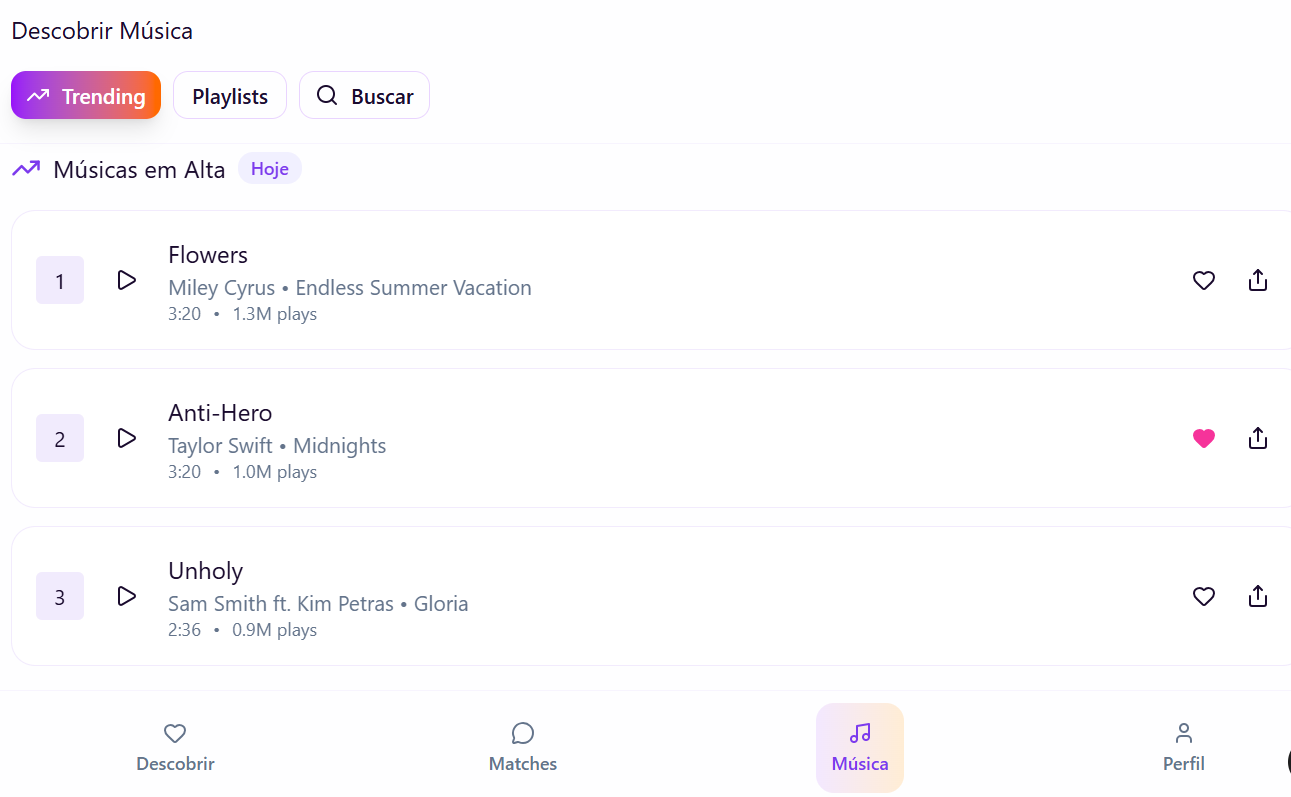 Descobrir Música
Trending Playlists Buscar
Músicas em Alta Hoje
1
Flowers
Miley Cyrus • Endless Summer Vacation
3:20 • 1.3M plays
2
Anti-Hero
Taylor Swift • Midnights
3:20 • 1.0M plays
3
Unholy
Sam Smith ft. Kim Petras • Gloria
2:36 • 0.9M plays
Descobrir Matches Música Perfil